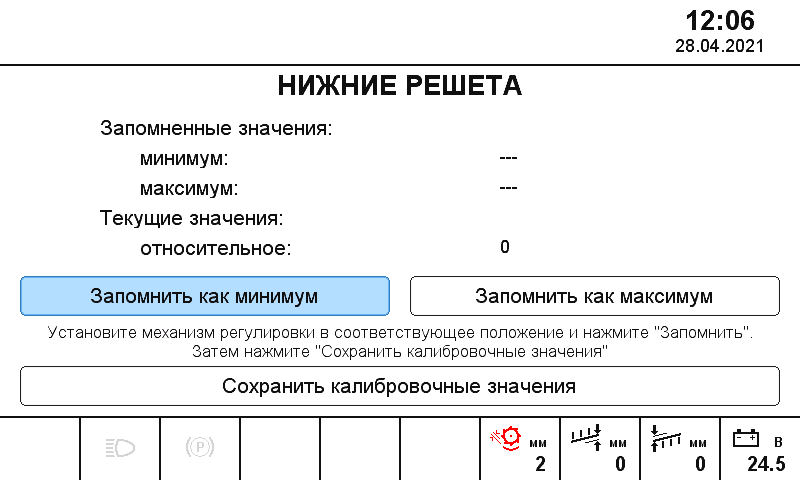 12:06
28.04.2021
НИЖНИЕ РЕШЕТА
Запомненные значения:
минимум: ---
максимум: ---
Текущие значения:
относительное: 0
Запомнить как минимум Запомнить как максимум
Установите механизм регулировки в соответствующее положение и нажмите "Запомнить".
Затем нажмите "Сохранить калибровочные значения"
Сохранить калибровочные значения
(P) мм мм мм В
2 0 0 24.5